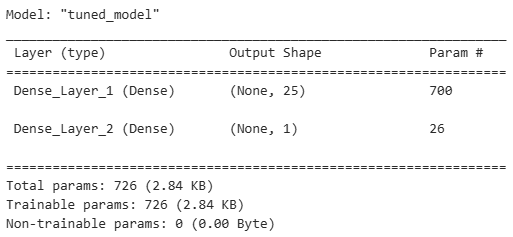 Model: "tuned_model"
_________________________________________________________________
Layer (type) Output Shape Param #
=================================================================
Dense_Layer_1 (Dense) (None, 25) 700
Dense_Layer_2 (Dense) (None, 1) 26
=================================================================
Total params: 726 (2.84 KB)
Trainable params: 726 (2.84 KB)
Non-trainable params: 0 (0.00 Byte)